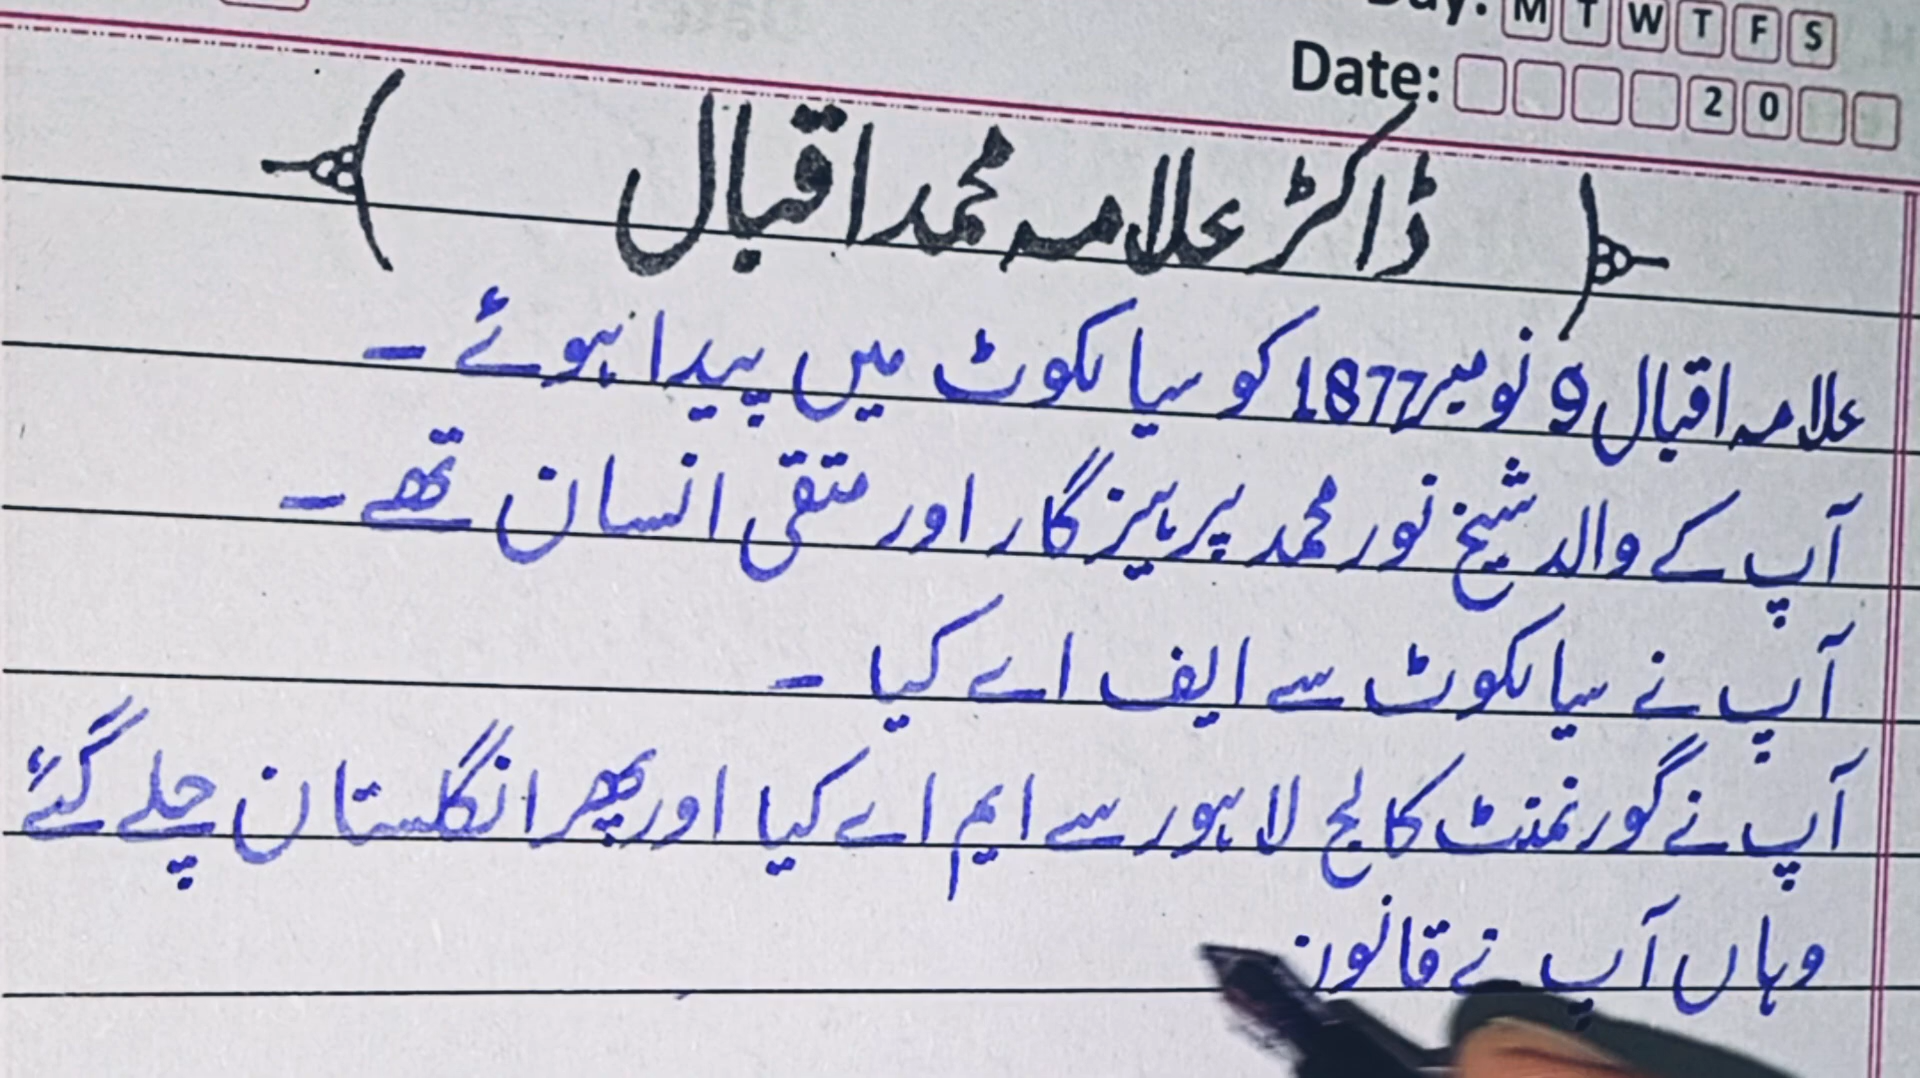 Day: M T W T F S
Date: 2 0
ڈاکٹر علامہ محمد اقبال
علامہ اقبال 9 نومبر 1877 کو سیالکوٹ میں پیدا ہوئے ۔
آپ کے والد شیخ نور محمد پرہیزگار اور متقی انسان تھے ۔
آپ نے سیالکوٹ سے ایف اے کیا ۔
آپ نے گورنمنٹ کالج لاہور سے ایم اے کیا اور پھر انگلستان چلے گئے
وہاں آپ نے قانون